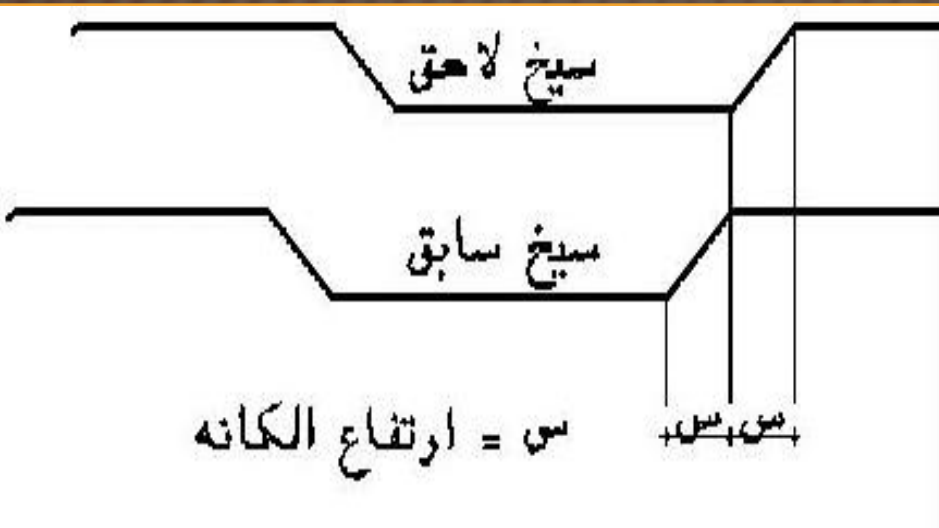 سيخ لاحق
سيخ سابق
س س
س = ارتفاع الكانه